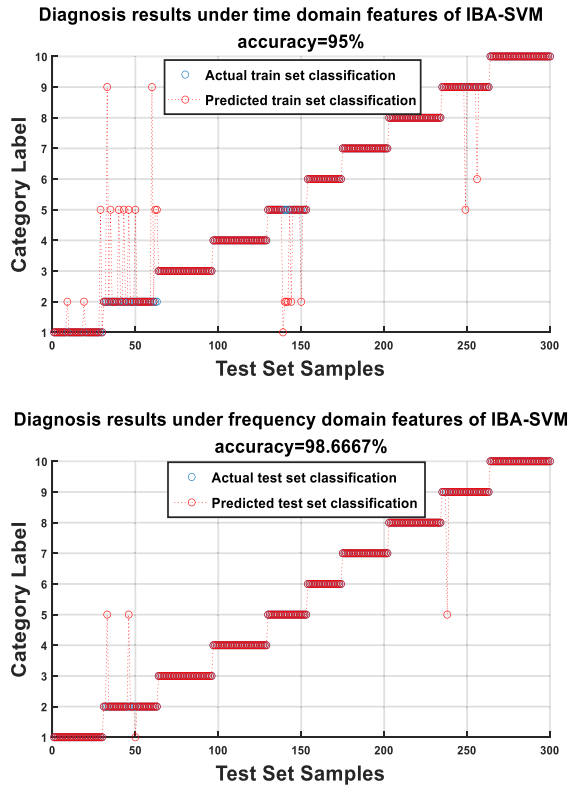 Diagnosis results under time domain features of IBA-SVM
accuracy=95%
Actual train set classification
Predicted train set classification
Category Label
10
9
8
7
6
5
4
3
2
1
0 50 100 150 200 250 300
Test Set Samples
Diagnosis results under frequency domain features of IBA-SVM
accuracy=98.6667%
Actual test set classification
Predicted test set classification
Category Label
10
9
8
7
6
5
4
3
2
1
0 50 100 150 200 250 300
Test Set Samples